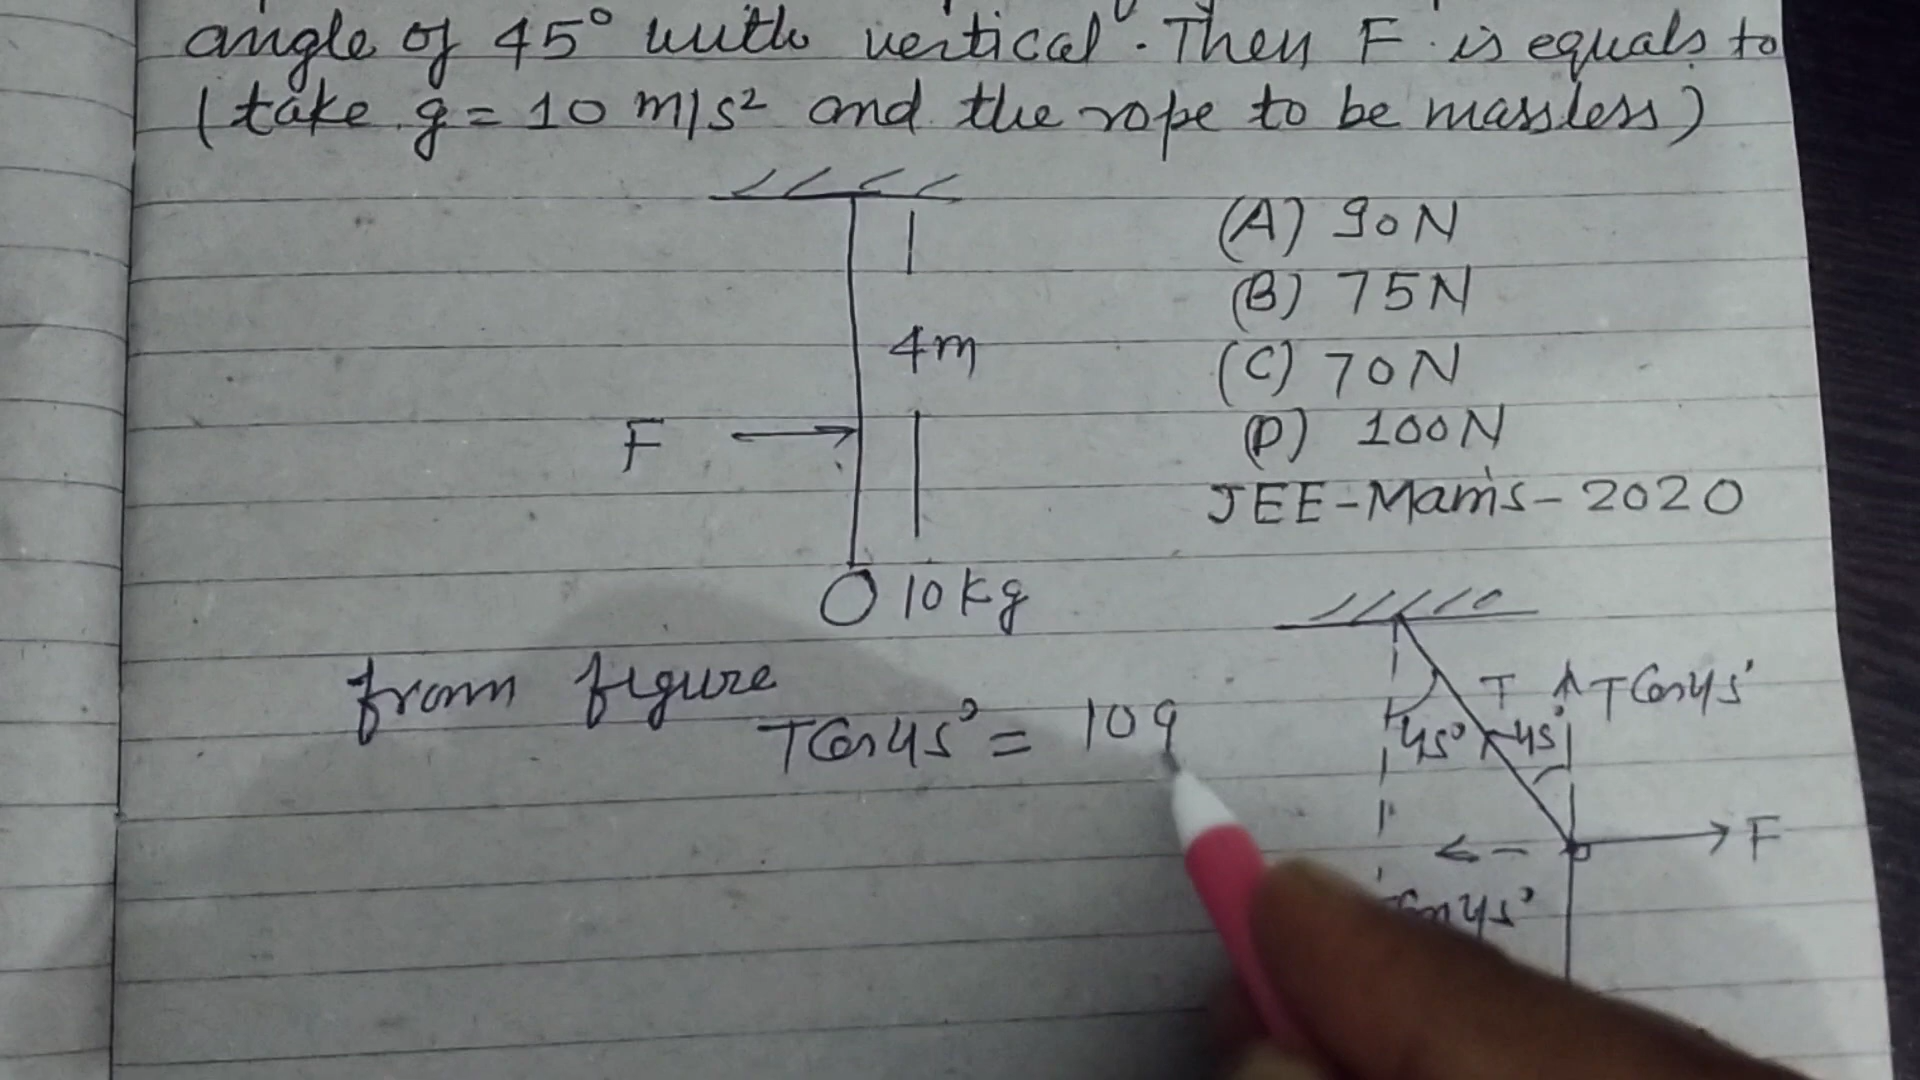 angle of 45° with vertical. Then F is equals to
(take g = 10 m/s² and the rope to be massless)
(A) 90N
(B) 75N
4m
(C) 70N
F
(D) 100N
JEE-Mains-2020
10kg
from figure
T
TCos45°
TCos45° = 10g
45°
45
F
45°